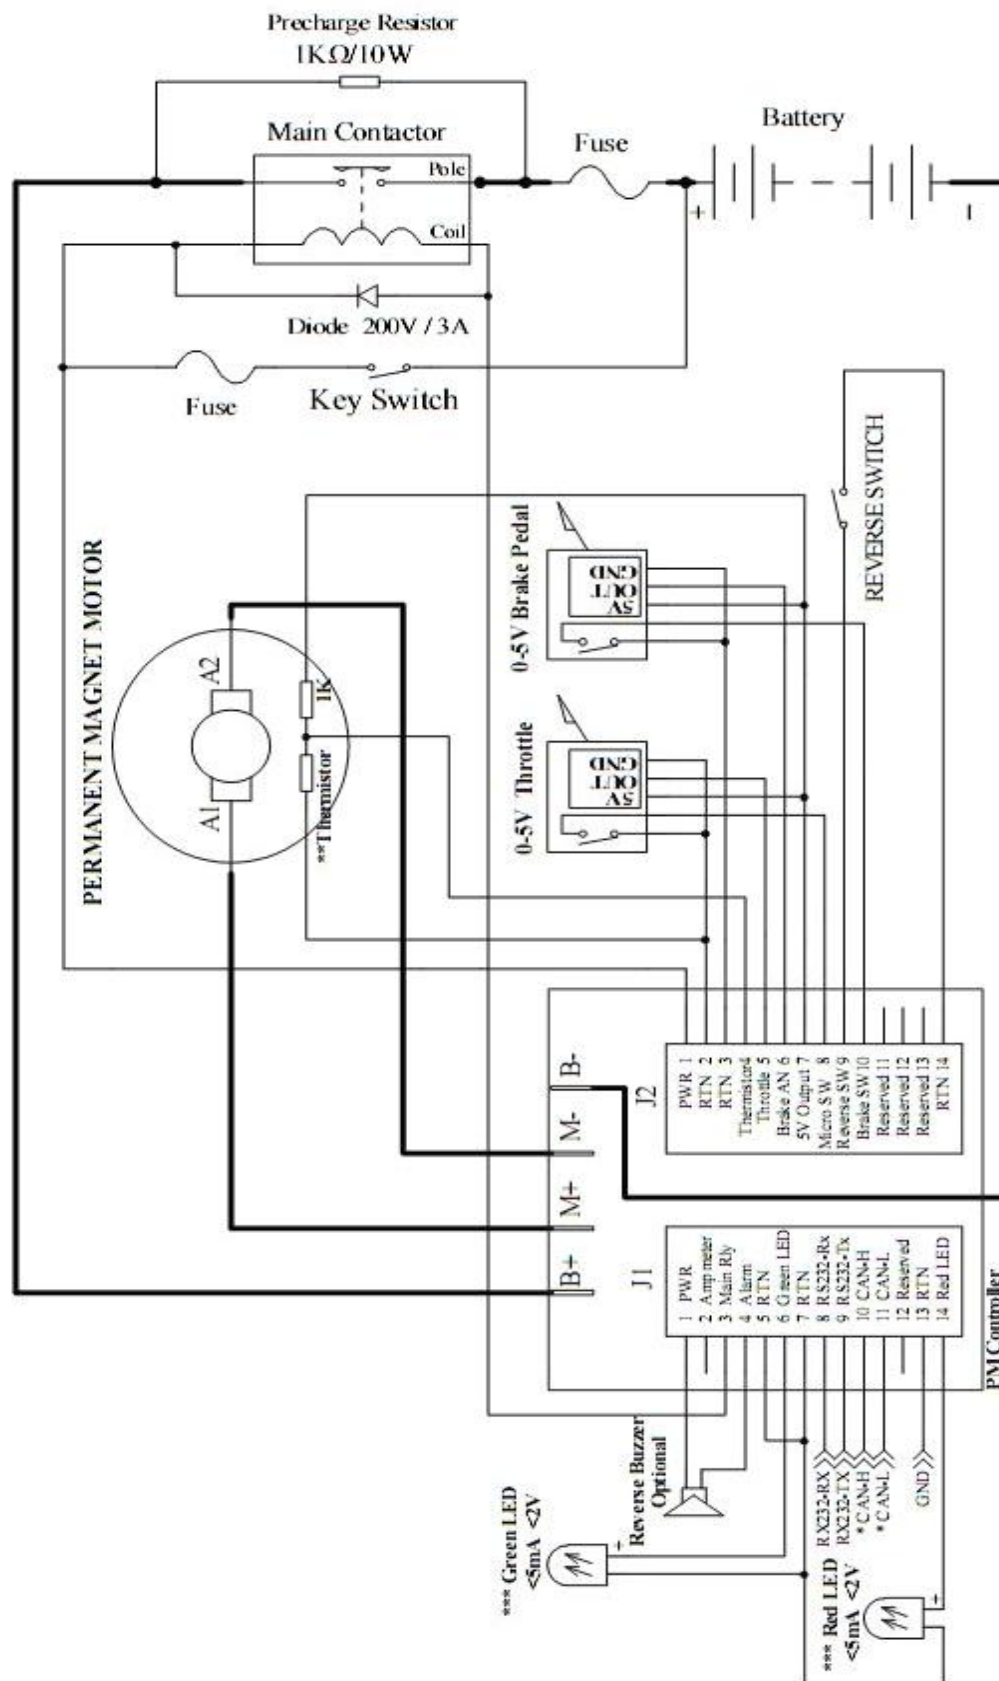 Precharge Resistor
1KΩ/10W
Main Contactor
Battery
Fuse
Pole
+
-
Coil
Diode 200V / 3A
Fuse
Key Switch
REVERSE SWITCH
PERMANENT MAGNET MOTOR
A2
A1
1K
**Thermistor
0-5V Brake Pedal
GND
OUT
5V
0-5V Throttle
GND
OUT
5V
B-
M-
M+
B+
J2
PWR 1
RTN 2
RTN 3
Thermistor4
Throttle 5
Brake AN 6
5V Output 7
Micro SW 8
Reverse SW 9
Brake SW10
Reserved 11
Reserved 12
Reserved 13
RTN 14
J1
1 PWR
2 Amp meter
3 Main Rly
4 Alarm
5 RTN
6 Green LED
7 RTN
8 RS232-Rx
9 RS232-Tx
10 CAN-H
11 CAN-L
12 Reserved
13 RTN
14 Red LED
PM Controller
Reverse Buzzer
Optional
*** Green LED
<5mA <2V
+
RX232-RX
RX232-TX
*CAN-H
*CAN-L
GND
*** Red LED
<5mA <2V
+